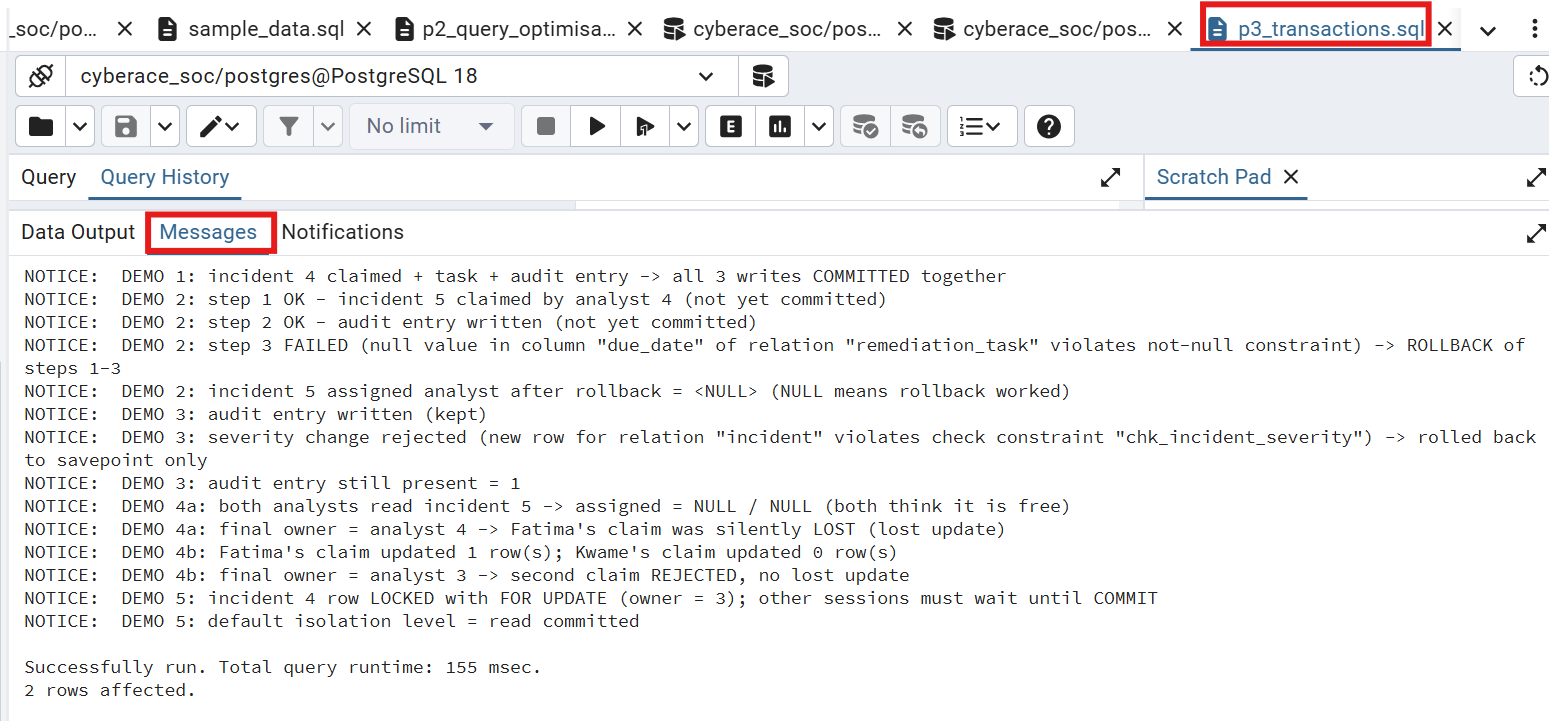 _soc/po...
sample_data.sql
p2_query_optimisa...
cyberace_soc/pos...
cyberace_soc/pos...
p3_transactions.sql
cyberace_soc/postgres@PostgreSQL 18
No limit
E
Query
Query History
Scratch Pad
Data Output
Messages
Notifications
NOTICE:  DEMO 1: incident 4 claimed + task + audit entry -> all 3 writes COMMITTED together
NOTICE:  DEMO 2: step 1 OK - incident 5 claimed by analyst 4 (not yet committed)
NOTICE:  DEMO 2: step 2 OK - audit entry written (not yet committed)
NOTICE:  DEMO 2: step 3 FAILED (null value in column "due_date" of relation "remediation_task" violates not-null constraint) -> ROLLBACK of
steps 1-3
NOTICE:  DEMO 2: incident 5 assigned analyst after rollback = <NULL> (NULL means rollback worked)
NOTICE:  DEMO 3: audit entry written (kept)
NOTICE:  DEMO 3: severity change rejected (new row for relation "incident" violates check constraint "chk_incident_severity") -> rolled back
to savepoint only
NOTICE:  DEMO 3: audit entry still present = 1
NOTICE:  DEMO 4a: both analysts read incident 5 -> assigned = NULL / NULL (both think it is free)
NOTICE:  DEMO 4a: final owner = analyst 4 -> Fatima's claim was silently LOST (lost update)
NOTICE:  DEMO 4b: Fatima's claim updated 1 row(s); Kwame's claim updated 0 row(s)
NOTICE:  DEMO 4b: final owner = analyst 3 -> second claim REJECTED, no lost update
NOTICE:  DEMO 5: incident 4 row LOCKED with FOR UPDATE (owner = 3); other sessions must wait until COMMIT
NOTICE:  DEMO 5: default isolation level = read committed
Successfully run. Total query runtime: 155 msec.
2 rows affected.